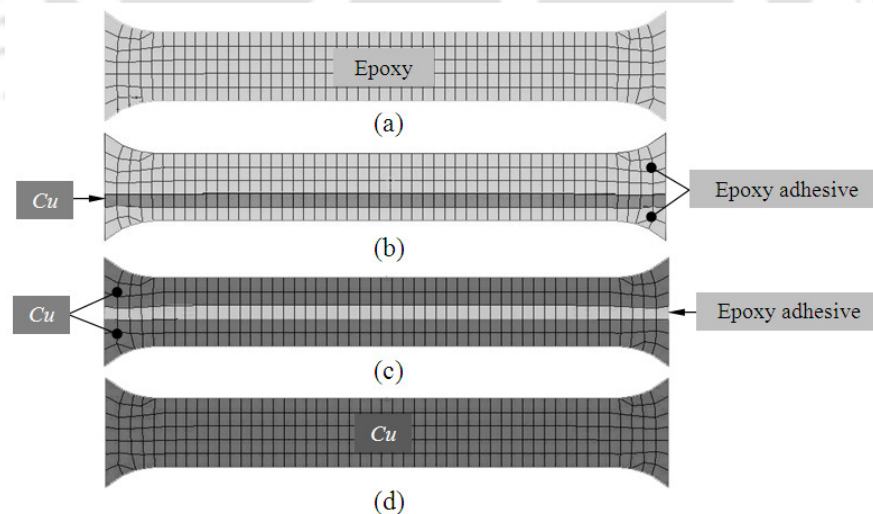 Epoxy
(a)
Cu
Epoxy adhesive
(b)
Cu
Epoxy adhesive
(c)
Cu
(d)